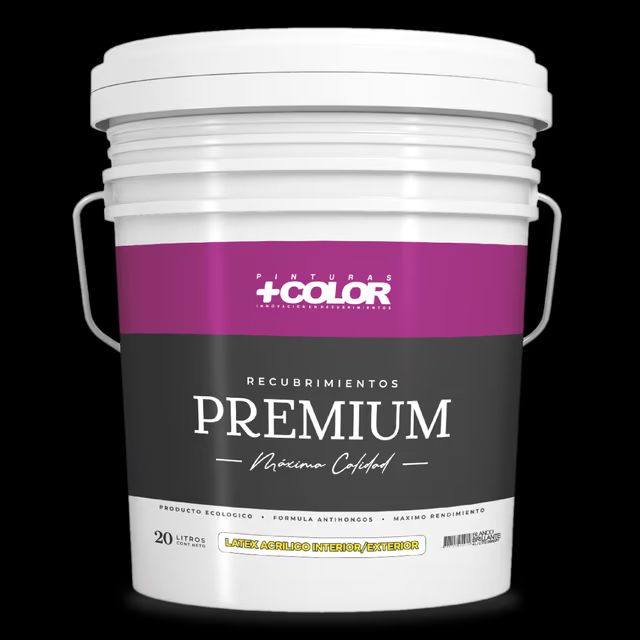 PINTURAS
+COLOR
INNOVACION EN RECUBRIMIENTOS
RECUBRIMIENTOS
PREMIUM
Máxima Calidad
PRODUCTO ECOLOGICO • FORMULA ANTIHONGOS • MAXIMO RENDIMIENTO
20 LITROS
CONT. NETO
LATEX ACRILICO INTERIOR/EXTERIOR
BLANCO
BRILLANTE